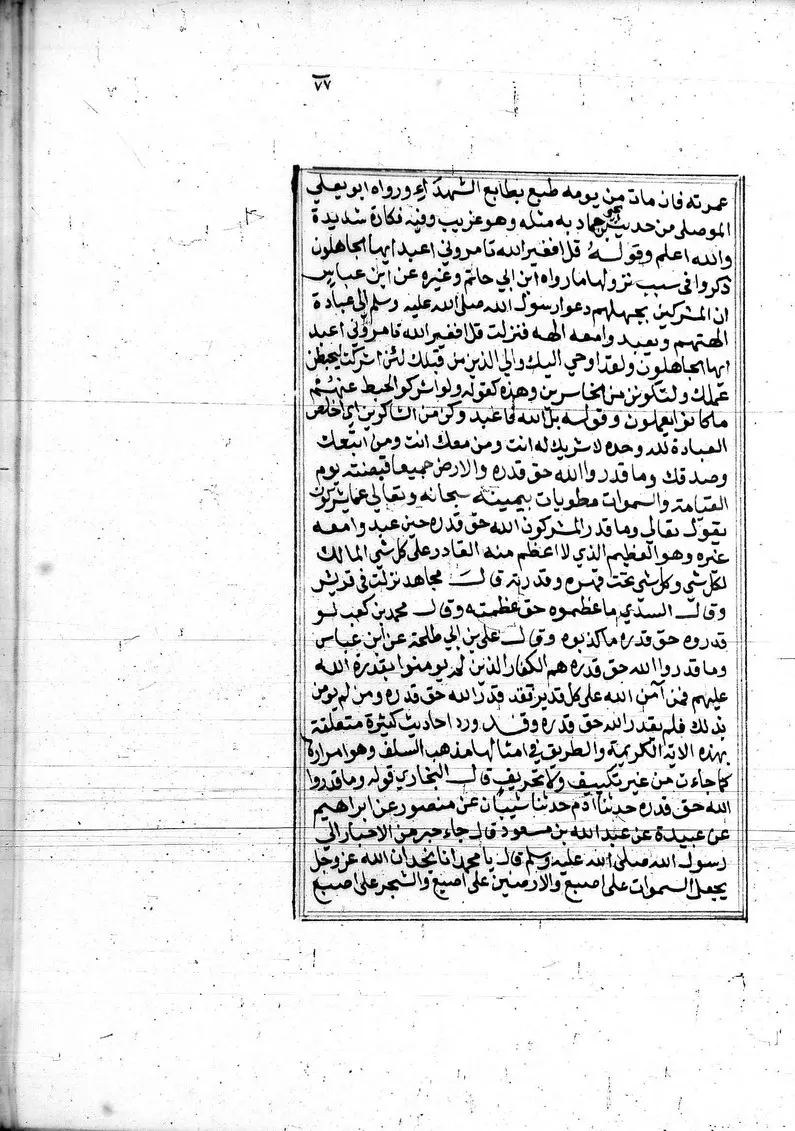 ٧٧
عمرته فان مات من يومه طبع بطابع الشهداء ورواه ابو يعلي
الموصلي من حديث يحيى بن حماد به مثله وهو غريب وفيه نكارة شديدة
والله اعلم وقوله قل افغير الله تامروني اعبد ايها الجاهلون
ذكروا في سبب نزولها ما رواه ابن ابي حاتم وغيره عن ابن عباس
ان المشركين بجهلهم دعوا رسول الله صلى الله عليه وسلم الى عبادة
الهتهم ويعبدوا معه الهه فنزلت قل افغير الله تامروني اعبد
ايها الجاهلون ولقد اوحي اليك والي الذين من قبلك لئن اشركت ليحبطن
عملك ولتكونن من الخاسرين وهذه كقوله ولو اشركوا لحبط عنهم
ما كانوا يعملون وقوله بل الله فاعبد وكن من الشاكرين اي اخلص
العبادة لله وحده لا شريك له انت ومن معك انت ومن اتبعك
وصدقك وما قدروا الله حق قدره والارض جميعا قبضته يوم
القيامة والسموات مطويات بيمينه سبحانه وتعالى عما يشركون
يقول تعالي وما قدر المشركون الله حق قدره حين عبدوا معه
غيره وهو العظيم الذي لا اعظم منه القادر على كل شي المالك
لكل شي وكل شي تحت قهره وقدرته قال مجاهد نزلت في قريش
وقال السدي ما عظموه حق عظمته وقال محمد بن كعب لو
قدروه حق قدره ما كذبوه وقال علي بن ابي طلحة عن ابن عباس
وما قدروا الله حق قدره هم الكفار الذين لم يومنوا بقدرة الله
عليهم فمن آمن الله على كل قدير فقد قدر الله حق قدره ومن لم يومن
بذلك فلم يقدر الله حق قدره وقد ورد احاديث كثيرة متعلقة
بهذه الاية الكريمة والطريق في امثالها مذهب السلف وهو امرارها
كما جاءت من غير تكييف ولا تحريف قال البخاري قوله وما قدروا
الله حق قدره حدثنا آدم حدثنا شيبان عن منصور عن ابراهيم
عن عبيدة عن عبد الله بن مسعود قال جاء حبر من الاحبار الي
رسول الله صلى الله عليه وسلم قال يا محمد انا نجد ان الله عز وجل
يجعل السموات على اصبع والارضين على اصبع والشجر على اصبع